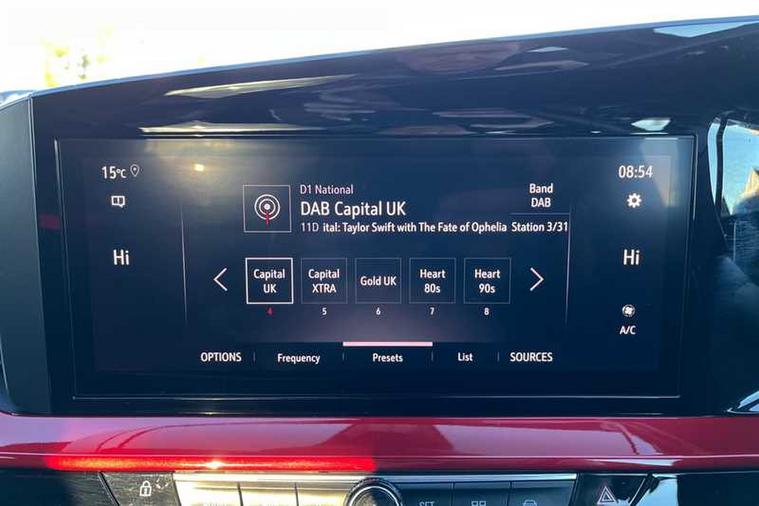 15°C
08:54
D1 National
DAB Capital UK
11D ital: Taylor Swift with The Fate of Ophelia Station 3/31
Band
DAB
Hi
Hi
Capital
UK
Capital
XTRA
Gold UK
Heart
80s
Heart
90s
4
5
6
7
8
A/C
OPTIONS
Frequency
Presets
List
SOURCES
SET